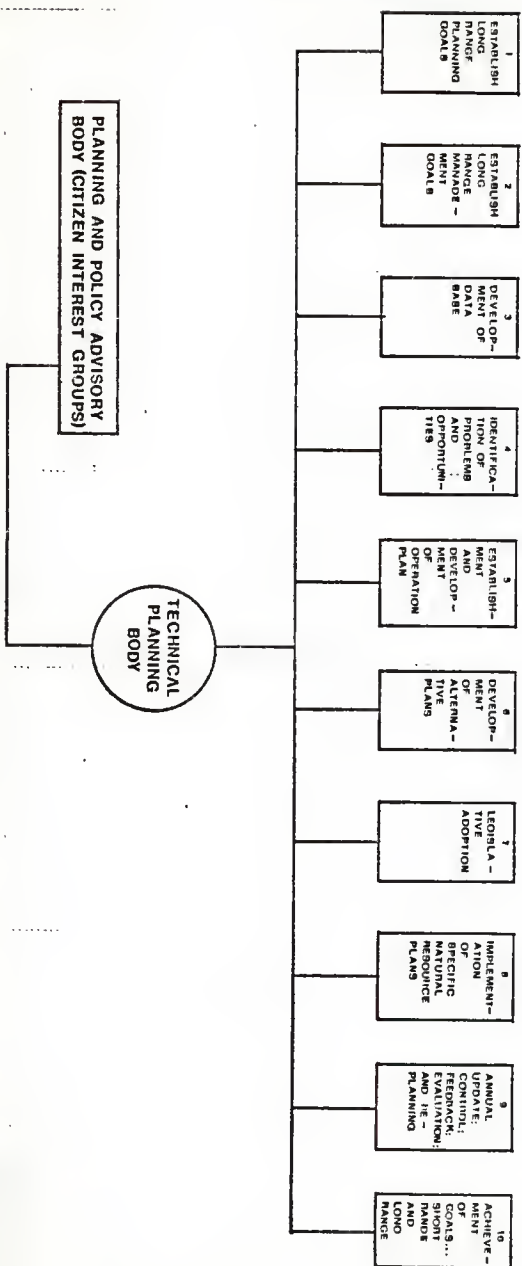 1
ESTABLISH
LONG
RANGE
PLANNING
GOALS
2
ESTABLISH
LONG
RANGE
MANADE –
MENT
GOALS
3
DEVELOP–
MENT OF
DATA
BASE
4
IDENTIFICA–
TION OF
PROBLEMS
AND
OPPORTUNI–
TIES
5
ESTABLISH–
MENT
AND
DEVELOP –
MENT
OF
OPERATION
PLAN
6
DEVELOP–
MENT
OF
ALTERNA–
TIVE
PLANS
7
LEGISLA –
TIVE
ADOPTION
8
IMPLEMENT–
ATION
OF
SPECIFIC
NATURAL
RESOURCE
PLANS
9
ANNUAL
UPDATE;
CONTROL;
FEEDBACK;
EVALUATION;
AND RE –
PLANNING
10
ACHIEVE –
MENT
OF
GOALS...
SHORT
RANGE
AND
LONG
RANGE
TECHNICAL
PLANNING
BODY
PLANNING AND POLICY ADVISORY
BODY (CITIZEN INTEREST GROUPS)